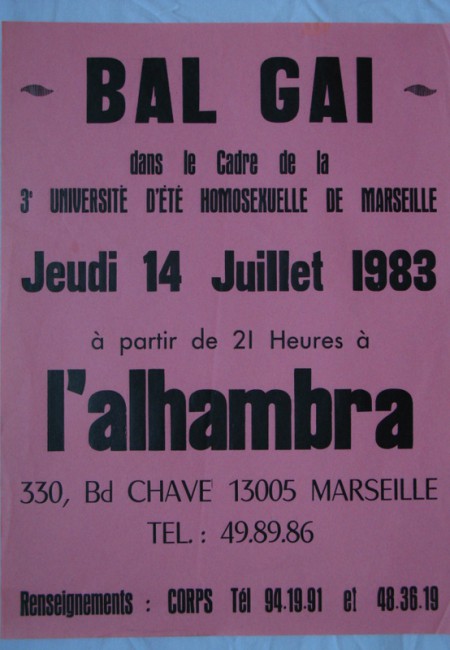 BAL GAI
dans le Cadre de la
3e UNIVERSITÉ D'ÉTÉ HOMOSEXUELLE DE MARSEILLE
Jeudi 14 Juillet 1983
à partir de 21 Heures à
l'alhambra
330, Bd CHAVE 13005 MARSEILLE
TEL. : 49.89.86
Renseignements : CORPS Tél 94.19.91 et 48.36.19